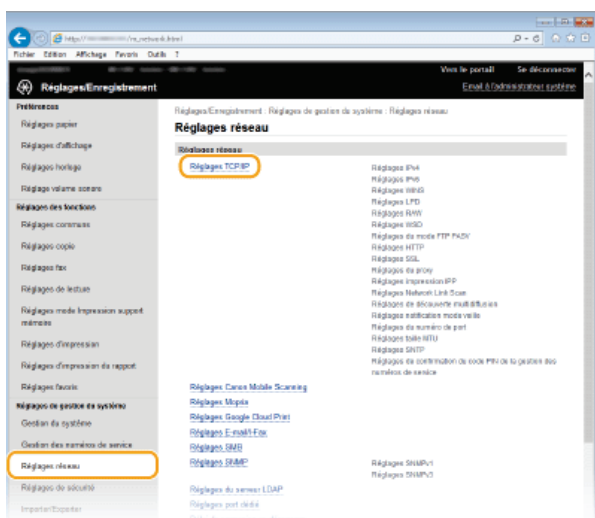 Fichier Edition Affichage Favoris Outils ?
Vers le portail Se déconnecter
Réglages/Enregistrement
Email à l'administrateur système
Préférences
Réglages papier
Réglages d'affichage
Réglages horloge
Réglage volume sonore
Réglages des fonctions
Réglages communs
Réglages copie
Réglages fax
Réglages de lecture
Réglages mode Impression support
mémoire
Réglages d'impression
Réglages d'impression du rapport
Réglages favoris
Réglages de gestion du système
Gestion du système
Gestion des numéros de service
Réglages réseau
Réglages de sécurité
Importer/Exporter
Réglages/Enregistrement : Réglages de gestion du système : Réglages réseau
Réglages réseau
Réglages réseau
Réglages TCP/IP
Réglages IPv4
Réglages IPv6
Réglages WINS
Réglages LPD
Réglages RAW
Réglages WSD
Réglages du mode FTP PASV
Réglages HTTP
Réglages SSL
Réglages du proxy
Réglages impression IPP
Réglages Network Link Scan
Réglages de découverte multidiffusion
Réglages notification mode veille
Réglages du numéro de port
Réglages taille MTU
Réglages SNTP
Réglages de confirmation du code PIN de la gestion des
numéros de service
Réglages Canon Mobile Scanning
Réglages Mopria
Réglages Google Cloud Print
Réglages E-mail/I-Fax
Réglages SMB
Réglages SNMP
Réglages SNMPv1
Réglages SNMPv3
Réglages du serveur LDAP
Réglages port dédié